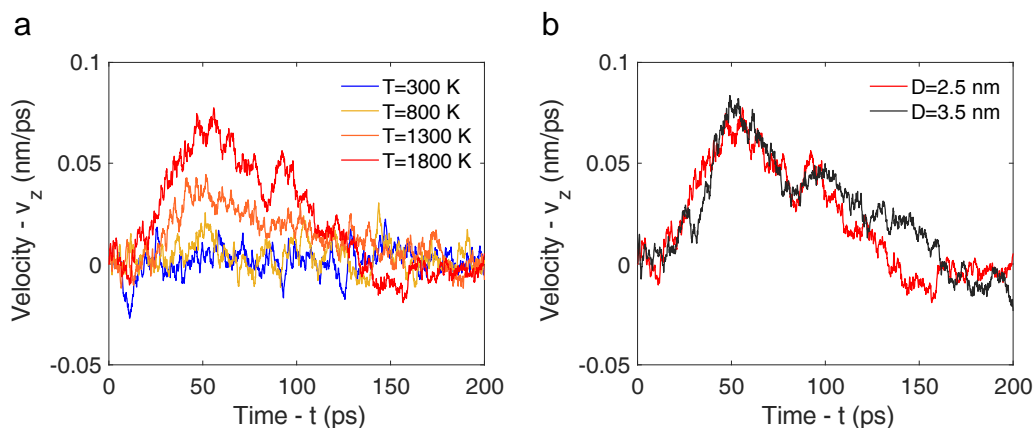 a
0.1
0.05
0
-0.05
Velocity - v_z (nm/ps)
T=300 K
T=800 K
T=1300 K
T=1800 K
0 50 100 150 200
Time - t (ps)
b
0.1
0.05
0
-0.05
Velocity - v_z (nm/ps)
D=2.5 nm
D=3.5 nm
0 50 100 150 200
Time - t (ps)